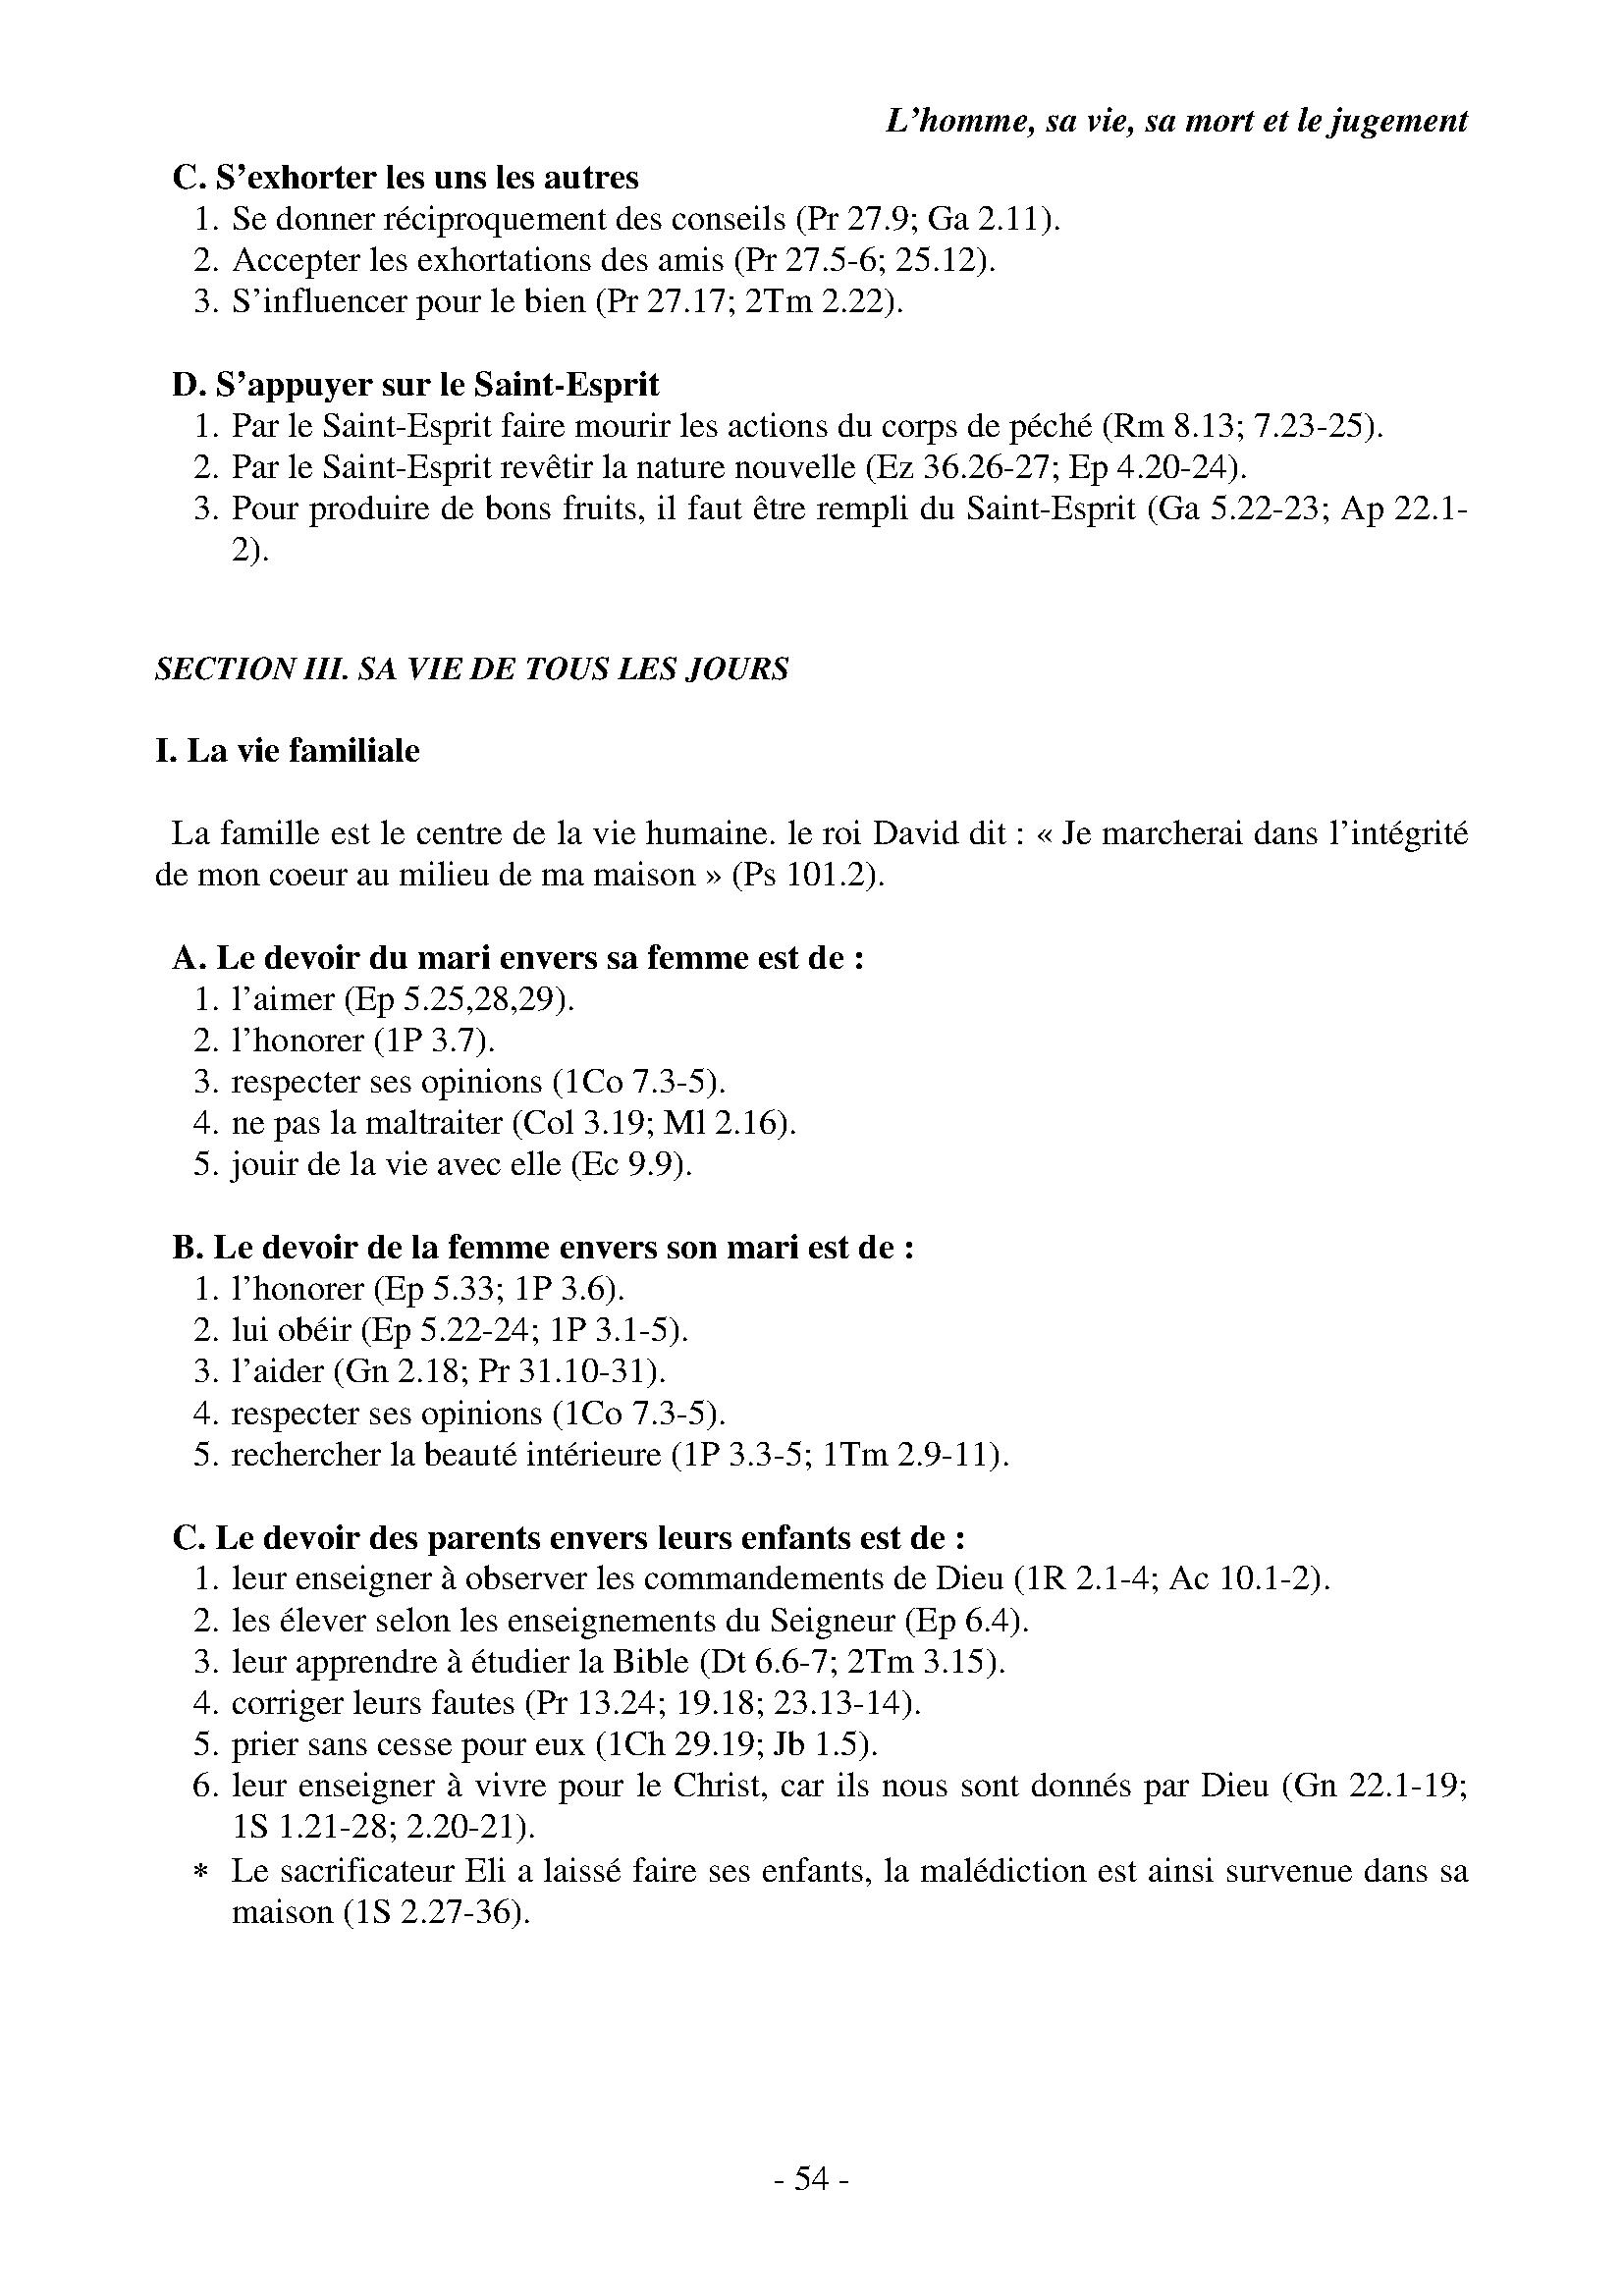 L’homme, sa vie, sa mort et le jugement
C. S’exhorter les uns les autres
1. Se donner réciproquement des conseils (Pr 27.9; Ga 2.11).
2. Accepter les exhortations des amis (Pr 27.5-6; 25.12).
3. S’influencer pour le bien (Pr 27.17; 2Tm 2.22).
D. S’appuyer sur le Saint-Esprit
1. Par le Saint-Esprit faire mourir les actions du corps de péché (Rm 8.13; 7.23-25).
2. Par le Saint-Esprit revêtir la nature nouvelle (Ez 36.26-27; Ep 4.20-24).
3. Pour produire de bons fruits, il faut être rempli du Saint-Esprit (Ga 5.22-23; Ap 22.1-
2).
SECTION III. SA VIE DE TOUS LES JOURS
I. La vie familiale
La famille est le centre de la vie humaine. le roi David dit : « Je marcherai dans l’intégrité
de mon coeur au milieu de ma maison » (Ps 101.2).
A. Le devoir du mari envers sa femme est de :
1. l’aimer (Ep 5.25,28,29).
2. l’honorer (1P 3.7).
3. respecter ses opinions (1Co 7.3-5).
4. ne pas la maltraiter (Col 3.19; Ml 2.16).
5. jouir de la vie avec elle (Ec 9.9).
B. Le devoir de la femme envers son mari est de :
1. l’honorer (Ep 5.33; 1P 3.6).
2. lui obéir (Ep 5.22-24; 1P 3.1-5).
3. l’aider (Gn 2.18; Pr 31.10-31).
4. respecter ses opinions (1Co 7.3-5).
5. rechercher la beauté intérieure (1P 3.3-5; 1Tm 2.9-11).
C. Le devoir des parents envers leurs enfants est de :
1. leur enseigner à observer les commandements de Dieu (1R 2.1-4; Ac 10.1-2).
2. les élever selon les enseignements du Seigneur (Ep 6.4).
3. leur apprendre à étudier la Bible (Dt 6.6-7; 2Tm 3.15).
4. corriger leurs fautes (Pr 13.24; 19.18; 23.13-14).
5. prier sans cesse pour eux (1Ch 29.19; Jb 1.5).
6. leur enseigner à vivre pour le Christ, car ils nous sont donnés par Dieu (Gn 22.1-19;
1S 1.21-28; 2.20-21).
* Le sacrificateur Eli a laissé faire ses enfants, la malédiction est ainsi survenue dans sa
maison (1S 2.27-36).
- 54 -